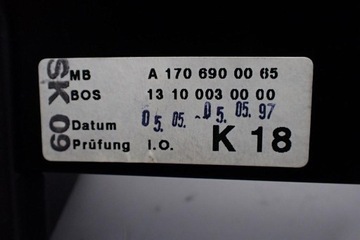 SK 09
MB A 170 690 00 65
BOS 13 10 003 00 00
Datum 05. 05. - 05. 05. 97
Prüfung I.O. K 18